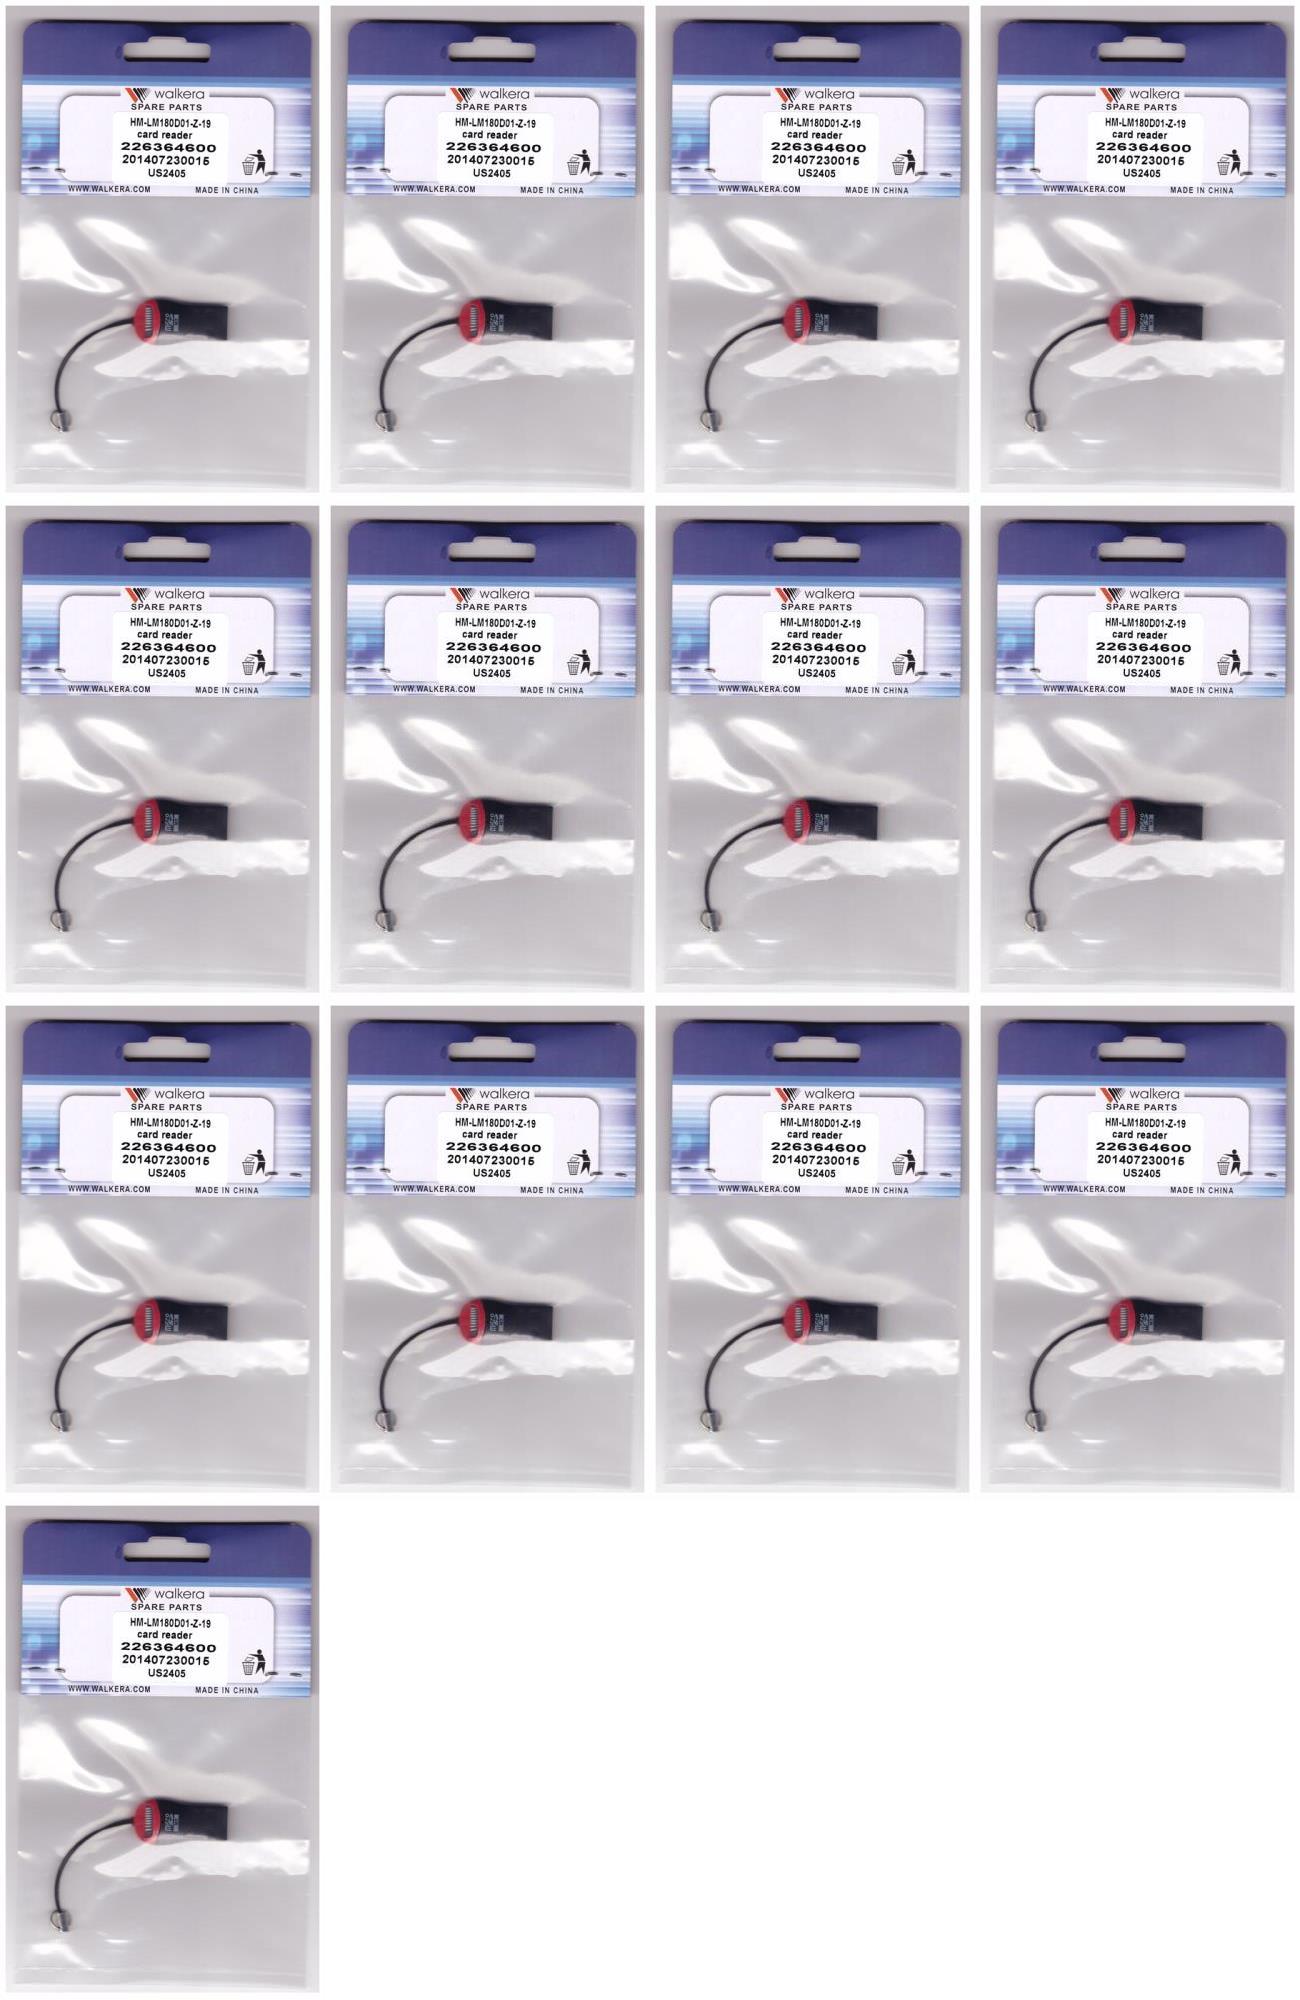 walkera walkera walkera walkera
SPARE PARTS SPARE PARTS SPARE PARTS SPARE PARTS
HM-LM180D01-Z-19 HM-LM180D01-Z-19 HM-LM180D01-Z-19 HM-LM180D01-Z-19
card reader card reader card reader card reader
226364600 226364600 226364600 226364600
201407230015 201407230015 201407230015 201407230015
US2405 US2405 US2405 US2405
WWW.WALKERA.COM MADE IN CHINA WWW.WALKERA.COM MADE IN CHINA WWW.WALKERA.COM MADE IN CHINA WWW.WALKERA.COM MADE IN CHINA
walkera walkera walkera walkera
SPARE PARTS SPARE PARTS SPARE PARTS SPARE PARTS
HM-LM180D01-Z-19 HM-LM180D01-Z-19 HM-LM180D01-Z-19 HM-LM180D01-Z-19
card reader card reader card reader card reader
226364600 226364600 226364600 226364600
201407230015 201407230015 201407230015 201407230015
US2405 US2405 US2405 US2405
WWW.WALKERA.COM MADE IN CHINA WWW.WALKERA.COM MADE IN CHINA WWW.WALKERA.COM MADE IN CHINA WWW.WALKERA.COM MADE IN CHINA
walkera walkera walkera walkera
SPARE PARTS SPARE PARTS SPARE PARTS SPARE PARTS
HM-LM180D01-Z-19 HM-LM180D01-Z-19 HM-LM180D01-Z-19 HM-LM180D01-Z-19
card reader card reader card reader card reader
226364600 226364600 226364600 226364600
201407230015 201407230015 201407230015 201407230015
US2405 US2405 US2405 US2405
WWW.WALKERA.COM MADE IN CHINA WWW.WALKERA.COM MADE IN CHINA WWW.WALKERA.COM MADE IN CHINA WWW.WALKERA.COM MADE IN CHINA
walkera
SPARE PARTS
HM-LM180D01-Z-19
card reader
226364600
201407230015
US2405
WWW.WALKERA.COM MADE IN CHINA